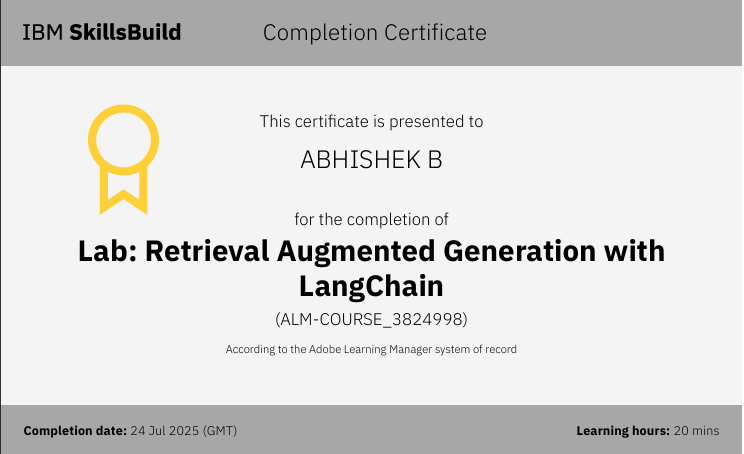 IBM SkillsBuild
Completion Certificate
This certificate is presented to
ABHISHEK B
for the completion of
Lab: Retrieval Augmented Generation with
LangChain
(ALM-COURSE_3824998)
According to the Adobe Learning Manager system of record
Completion date: 24 Jul 2025 (GMT)
Learning hours: 20 mins